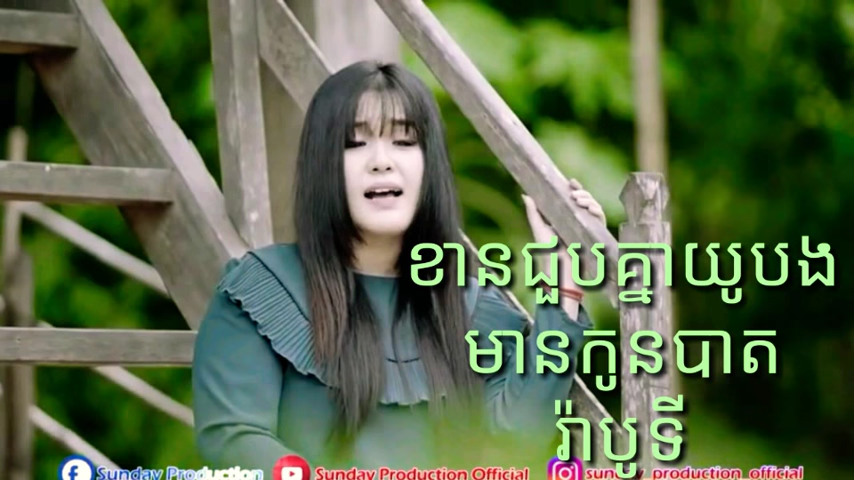 ខានជួបគ្នាយូបង
មានកូនបាត
រ៉ាបូទី
Sunday Production
Sunday Production Official
sunday_production_official